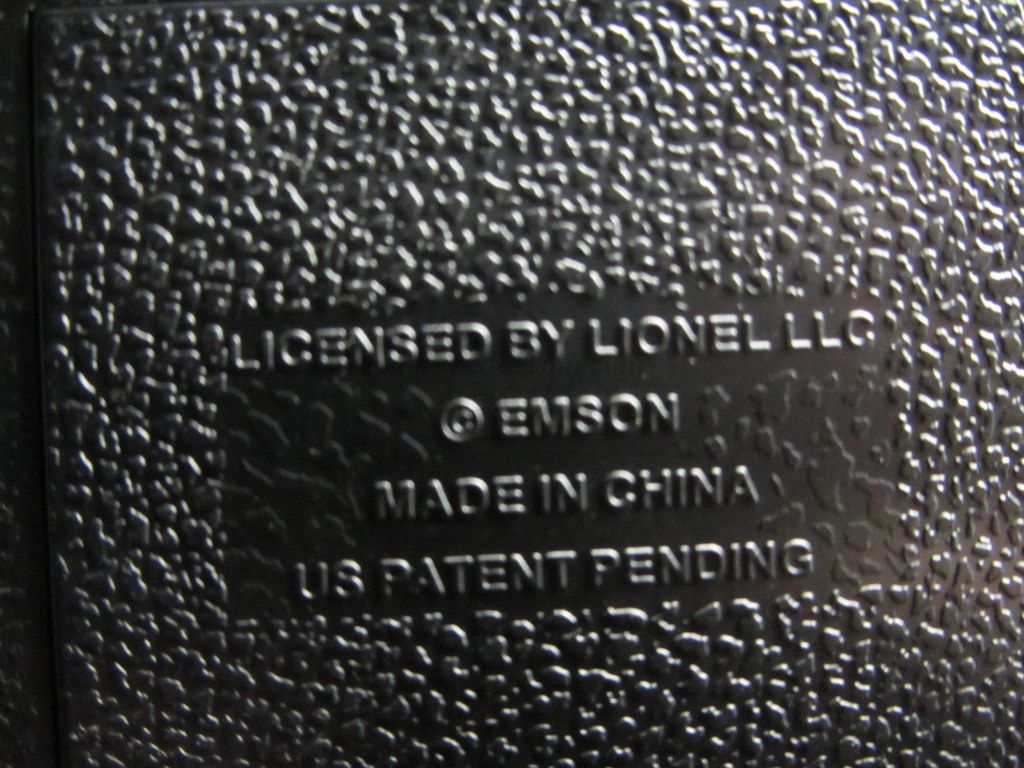 LICENSED BY LIONEL LLC
© EMSON
MADE IN CHINA
US PATENT PENDING